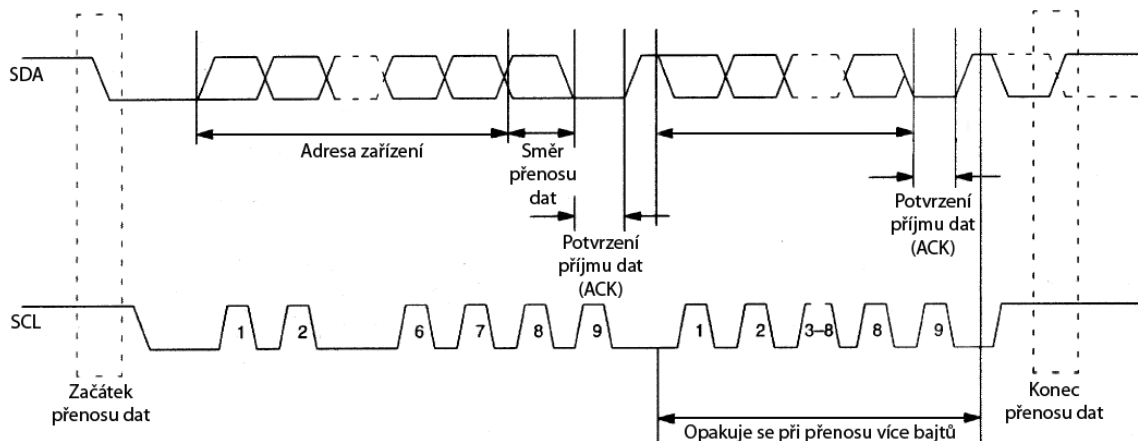 SDA
Adresa zařízení
Směr
přenosu
dat
Potvrzení
příjmu dat
(ACK)
Potvrzení
příjmu dat
(ACK)
SCL
1 2 6 7 8 9 1 2 3–8 8 9
Začátek
přenosu dat
Konec
přenosu dat
Opakuje se při přenosu více bajtů